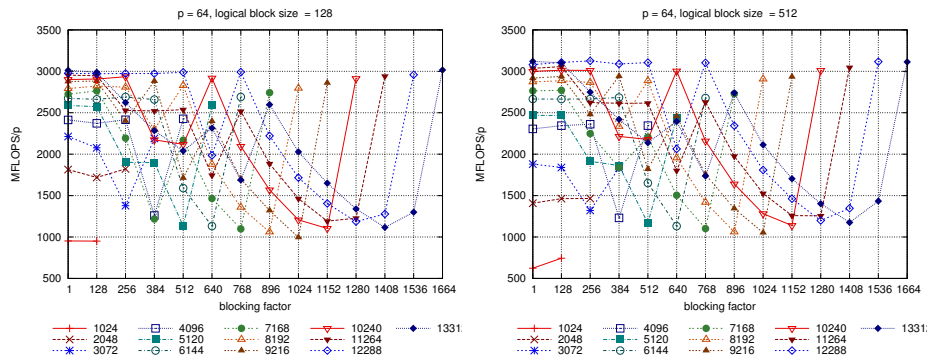 p = 64, logical block size = 128
MFLOPS/p
3500
3000
2500
2000
1500
1000
500
1 128 256 384 512 640 768 896 1024 1152 1280 1408 1536 1664
blocking factor
1024 4096 7168 10240 1331
2048 5120 8192 11264
3072 6144 9216 12288
p = 64, logical block size = 512
MFLOPS/p
3500
3000
2500
2000
1500
1000
500
1 128 256 384 512 640 768 896 1024 1152 1280 1408 1536 1664
blocking factor
1024 4096 7168 10240 13312
2048 5120 8192 11264
3072 6144 9216 12288